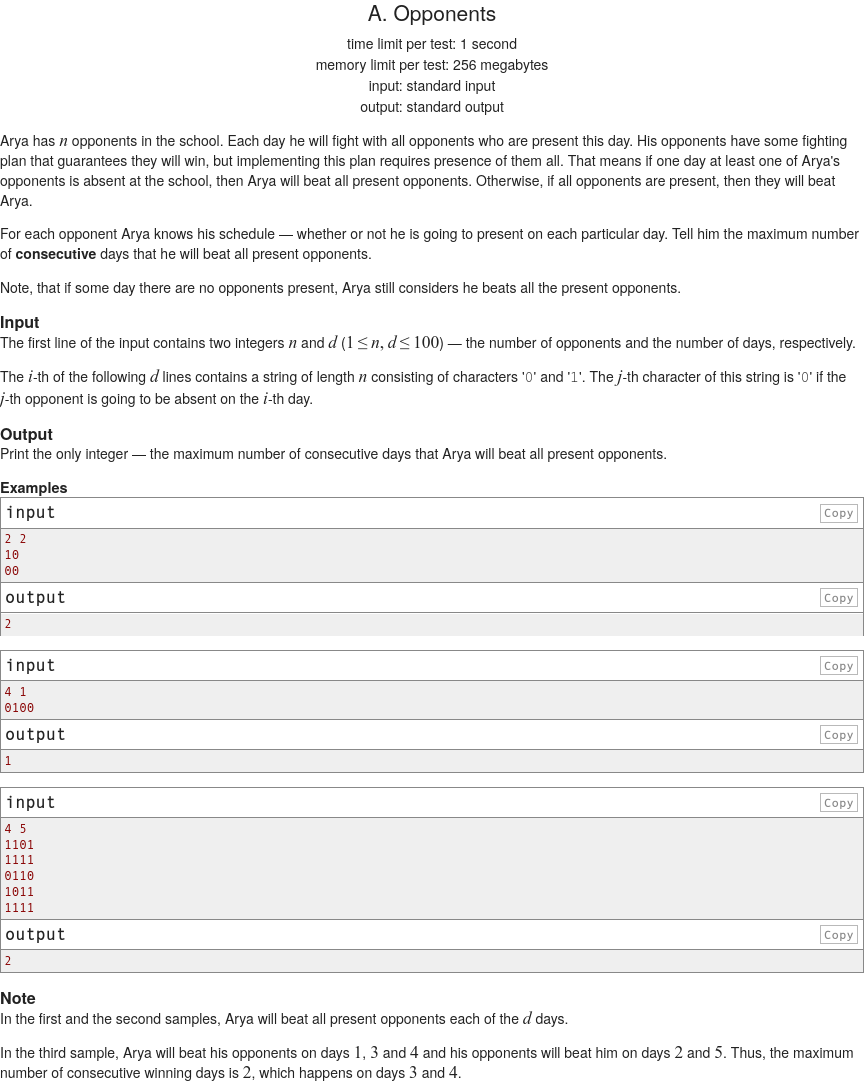 A. Opponents
time limit per test: 1 second
memory limit per test: 256 megabytes
input: standard input
output: standard output
Arya has n opponents in the school. Each day he will fight with all opponents who are present this day. His opponents have some fighting
plan that guarantees they will win, but implementing this plan requires presence of them all. That means if one day at least one of Arya's
opponents is absent at the school, then Arya will beat all present opponents. Otherwise, if all opponents are present, then they will beat
Arya.
For each opponent Arya knows his schedule — whether or not he is going to present on each particular day. Tell him the maximum number
of consecutive days that he will beat all present opponents.
Note, that if some day there are no opponents present, Arya still considers he beats all the present opponents.
Input
The first line of the input contains two integers n and d (1 ≤ n, d ≤ 100) — the number of opponents and the number of days, respectively.
The i-th of the following d lines contains a string of length n consisting of characters '0' and '1'. The j-th character of this string is '0' if the
j-th opponent is going to be absent on the i-th day.
Output
Print the only integer — the maximum number of consecutive days that Arya will beat all present opponents.
Examples
input Copy
2 2
10
00
output Copy
2
input Copy
4 1
0100
output Copy
1
input Copy
4 5
1101
1111
0110
1011
1111
output Copy
2
Note
In the first and the second samples, Arya will beat all present opponents each of the d days.
In the third sample, Arya will beat his opponents on days 1, 3 and 4 and his opponents will beat him on days 2 and 5. Thus, the maximum
number of consecutive winning days is 2, which happens on days 3 and 4.